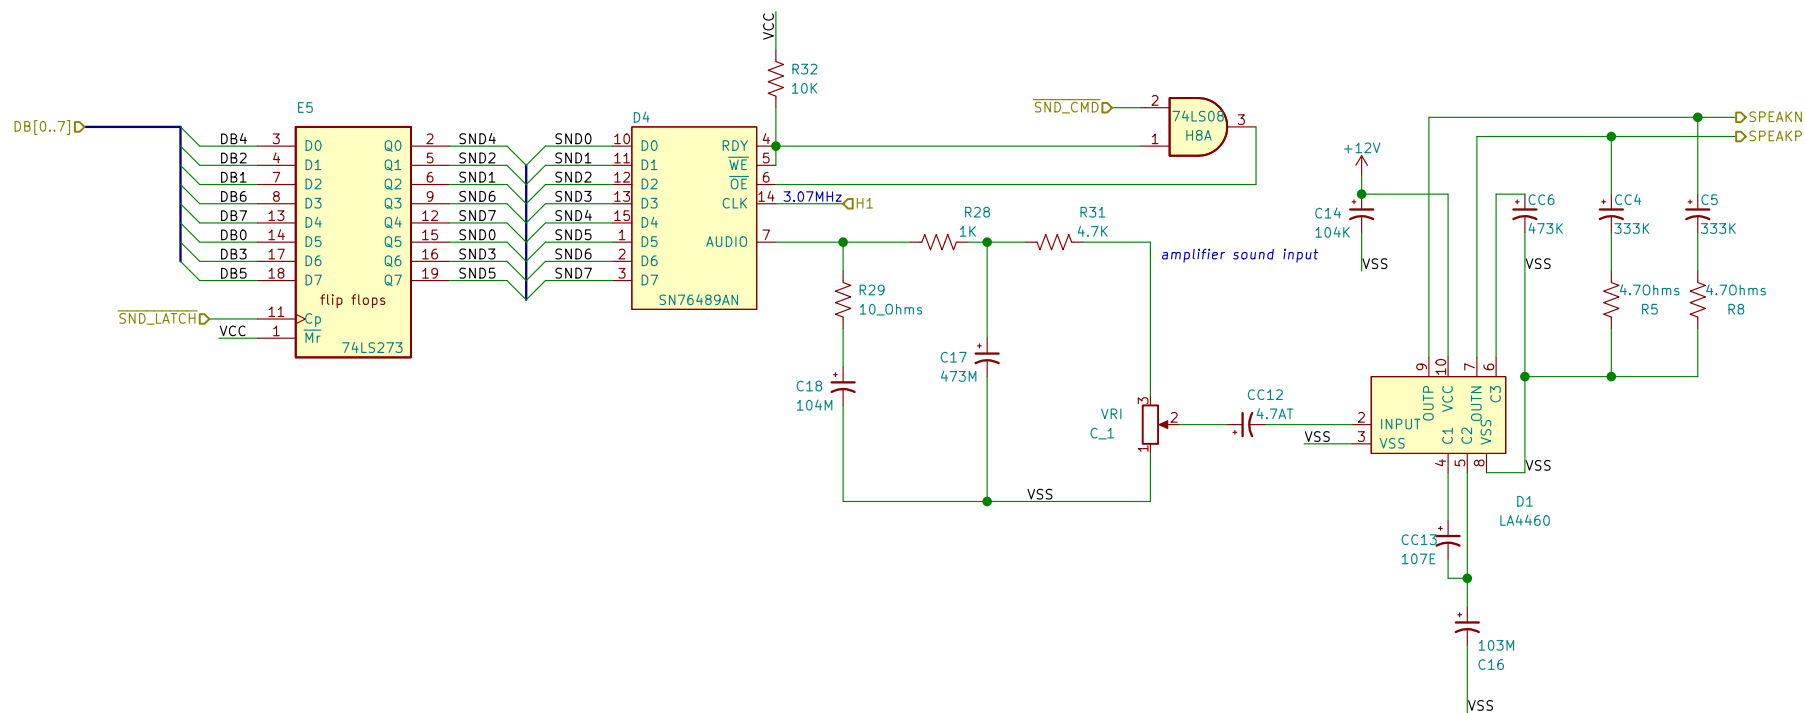 VCC
R32
10K
E5
D4
SND_CMD
2
74LS08
3
H8A
1
DB[0..7]
SPEAKN
SPEAKP
+12V
DB4 3 D0 Q0 2 SND4 SND0 10 D0 RDY 4
DB2 4 D1 Q1 5 SND2 SND1 11 D1 WE 5
DB1 7 D2 Q2 6 SND1 SND2 12 D2 OE 6
DB6 8 D3 Q3 9 SND6 SND3 13 D3 CLK 14 3.07MHz H1
DB7 13 D4 Q4 12 SND7 SND4 15 D4
DB0 14 D5 Q5 15 SND0 SND5 1 D5 AUDIO 7
DB3 17 D6 Q6 16 SND3 SND6 2 D6
DB5 18 D7 Q7 19 SND5 SND7 3 D7
flip flops
SN76489AN
SND_LATCH 11 Cp
VCC 1 Mr
74LS273
R28
1K
R31
4.7K
amplifier sound input
R29
10_Ohms
C17
473M
C18
104M
VSS
VRI
C_1
3
2
1
CC12
4.7AT
C14
104K
VSS
CC6
473K
VSS
CC4
333K
C5
333K
4.7Ohms
R5
4.7Ohms
R8
9 10 7 6
OUTP VCC OUTN C3
2 INPUT
VSS 3 VSS
C1 C2 VSS
4 5 8
VSS
D1
LA4460
CC13
107E
103M
C16
VSS